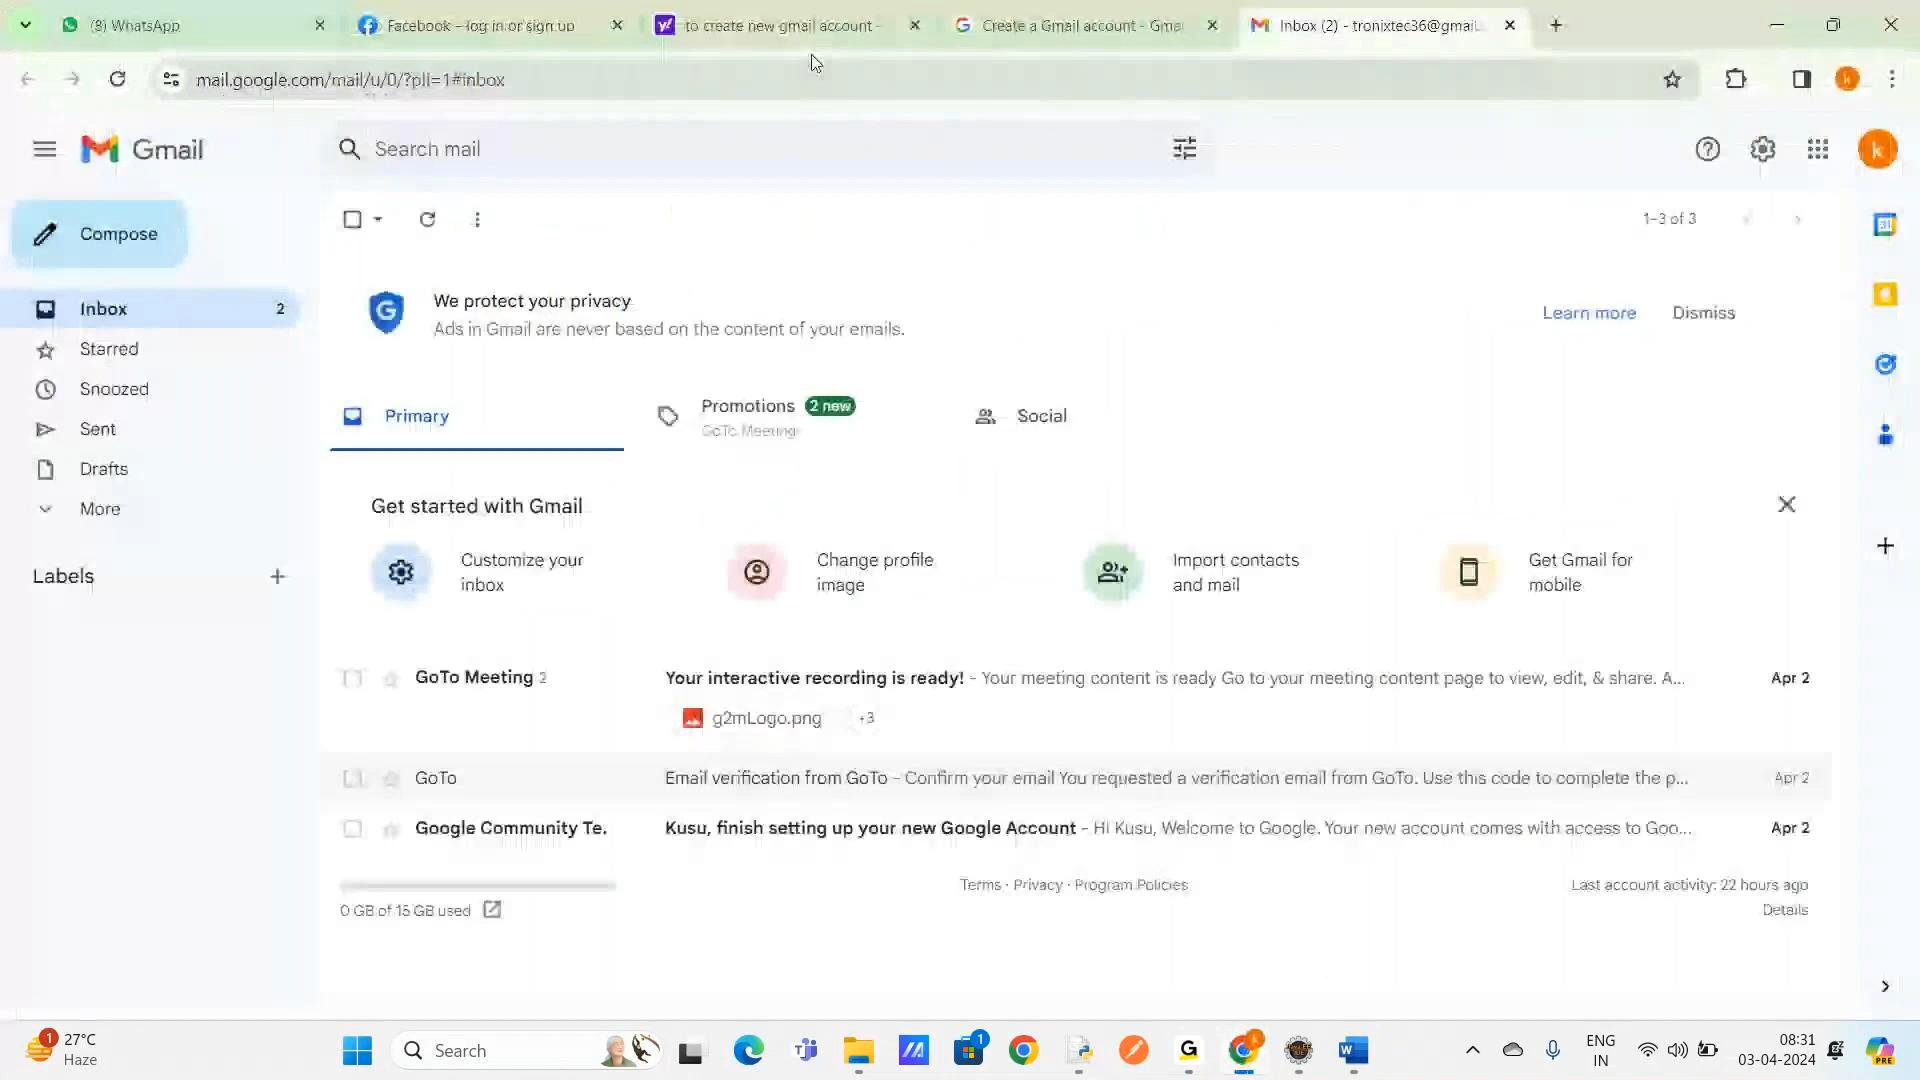 (8) WhatsApp
Facebook – log in or sign up
to create new gmail account -
Create a Gmail account - Gmai
Inbox (2) - tronixtec36@gmail.
mail.google.com/mail/u/0/?pli=1#inbox
Gmail
Search mail
k
Compose
1–3 of 3
We protect your privacy
Ads in Gmail are never based on the content of your emails.
Learn more
Dismiss
Inbox 2
Starred
Snoozed
Sent
Drafts
More
Labels
Primary
Promotions 2 new
GoTo Meeting
Social
Get started with Gmail
Customize your
inbox
Change profile
image
Import contacts
and mail
Get Gmail for
mobile
GoTo Meeting 2
Your interactive recording is ready! - Your meeting content is ready Go to your meeting content page to view, edit, & share. A...
Apr 2
g2mLogo.png
+3
GoTo
Email verification from GoTo - Confirm your email You requested a verification email from GoTo. Use this code to complete the p...
Apr 2
Google Community Te.
Kusu, finish setting up your new Google Account - Hi Kusu, Welcome to Google. Your new account comes with access to Goo...
Apr 2
0 GB of 15 GB used
Terms · Privacy · Program Policies
Last account activity: 22 hours ago
Details
1
27°C
Haze
Search
1
ENG
IN
08:31
03-04-2024
PRE